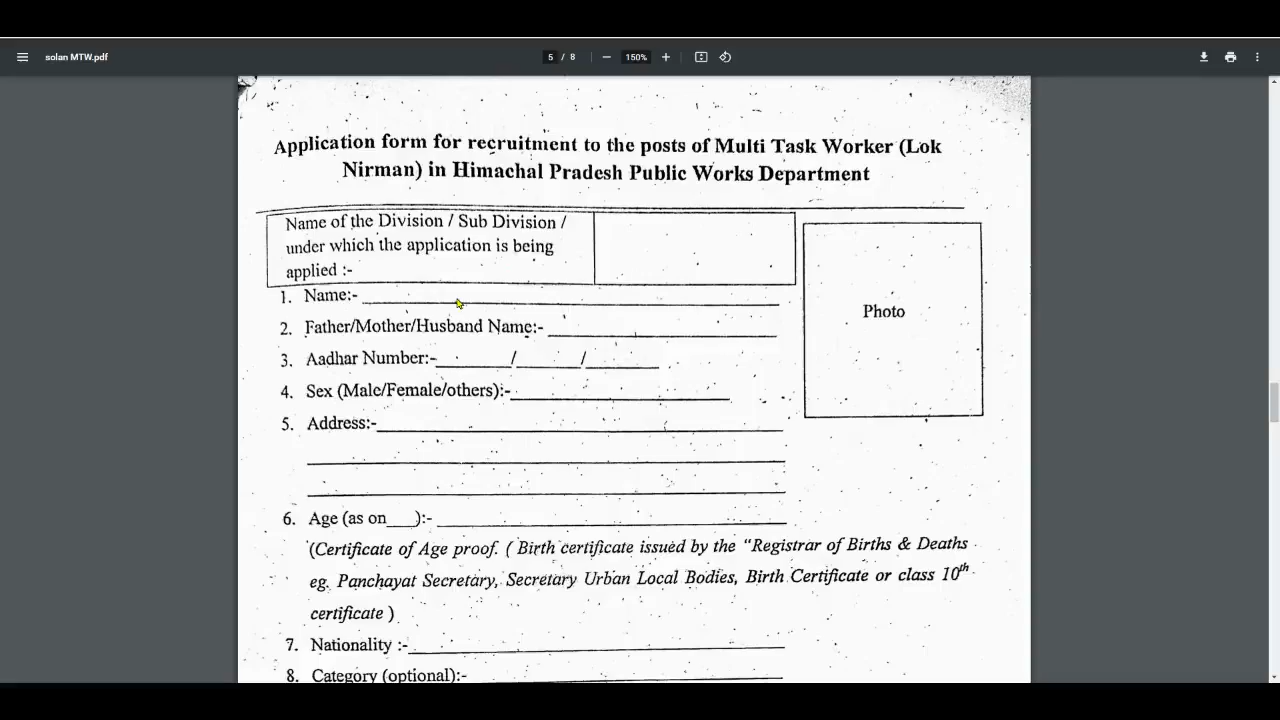 solan MTW.pdf
5 / 8
150%
Application form for recruitment to the posts of Multi Task Worker (Lok
Nirman) in Himachal Pradesh Public Works Department
Name of the Division / Sub Division /
under which the application is being
applied :-
Photo
1. Name:-
2. Father/Mother/Husband Name:-
3. Aadhar Number:-______/______/______
4. Sex (Male/Female/others):-
5. Address:-
6. Age (as on___):-
(Certificate of Age proof. ( Birth certificate issued by the "Registrar of Births & Deaths
eg. Panchayat Secretary, Secretary Urban Local Bodies, Birth Certificate or class 10th
certificate )
7. Nationality :-
8. Category (optional):-